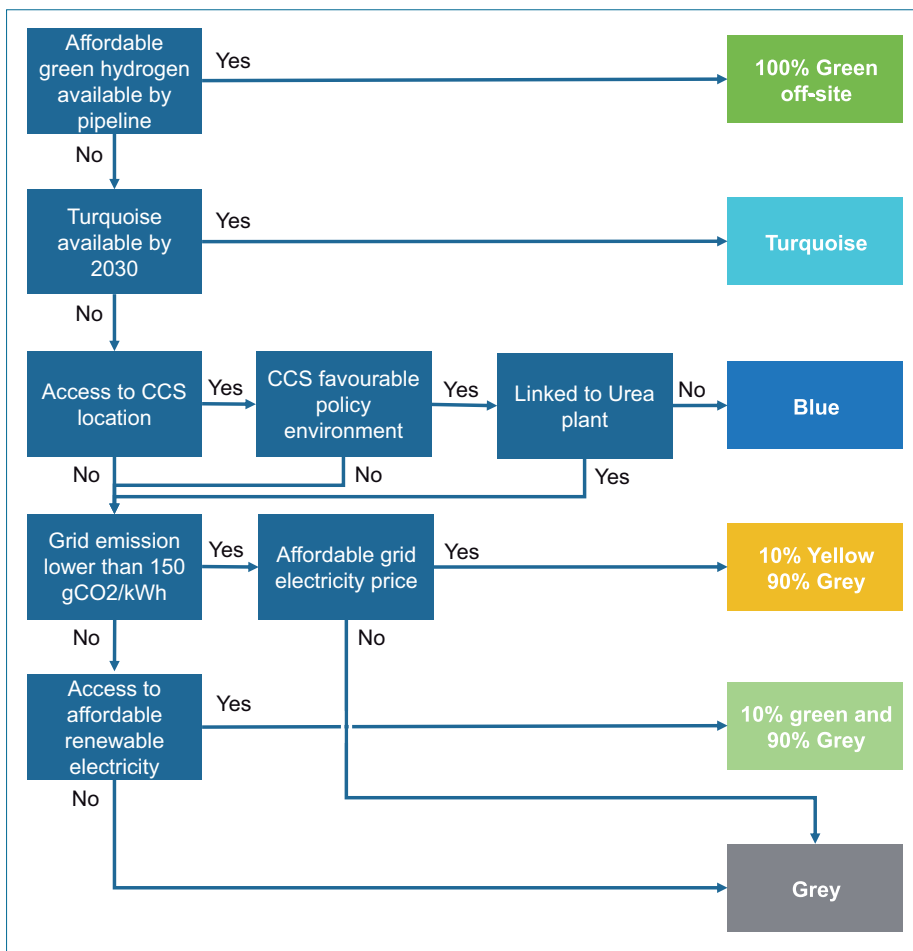 Affordable
green hydrogen
available by
pipeline
Yes
100% Green
off-site
No
Turquoise
available by
2030
Yes
Turquoise
No
Access to CCS
location
Yes
CCS favourable
policy
environment
Yes
Linked to Urea
plant
No
Blue
No
No
Yes
Grid emission
lower than 150
gCO2/kWh
Yes
Affordable grid
electricity price
Yes
10% Yellow
90% Grey
No
No
Access to
affordable
renewable
electricity
Yes
10% green and
90% Grey
No
Grey